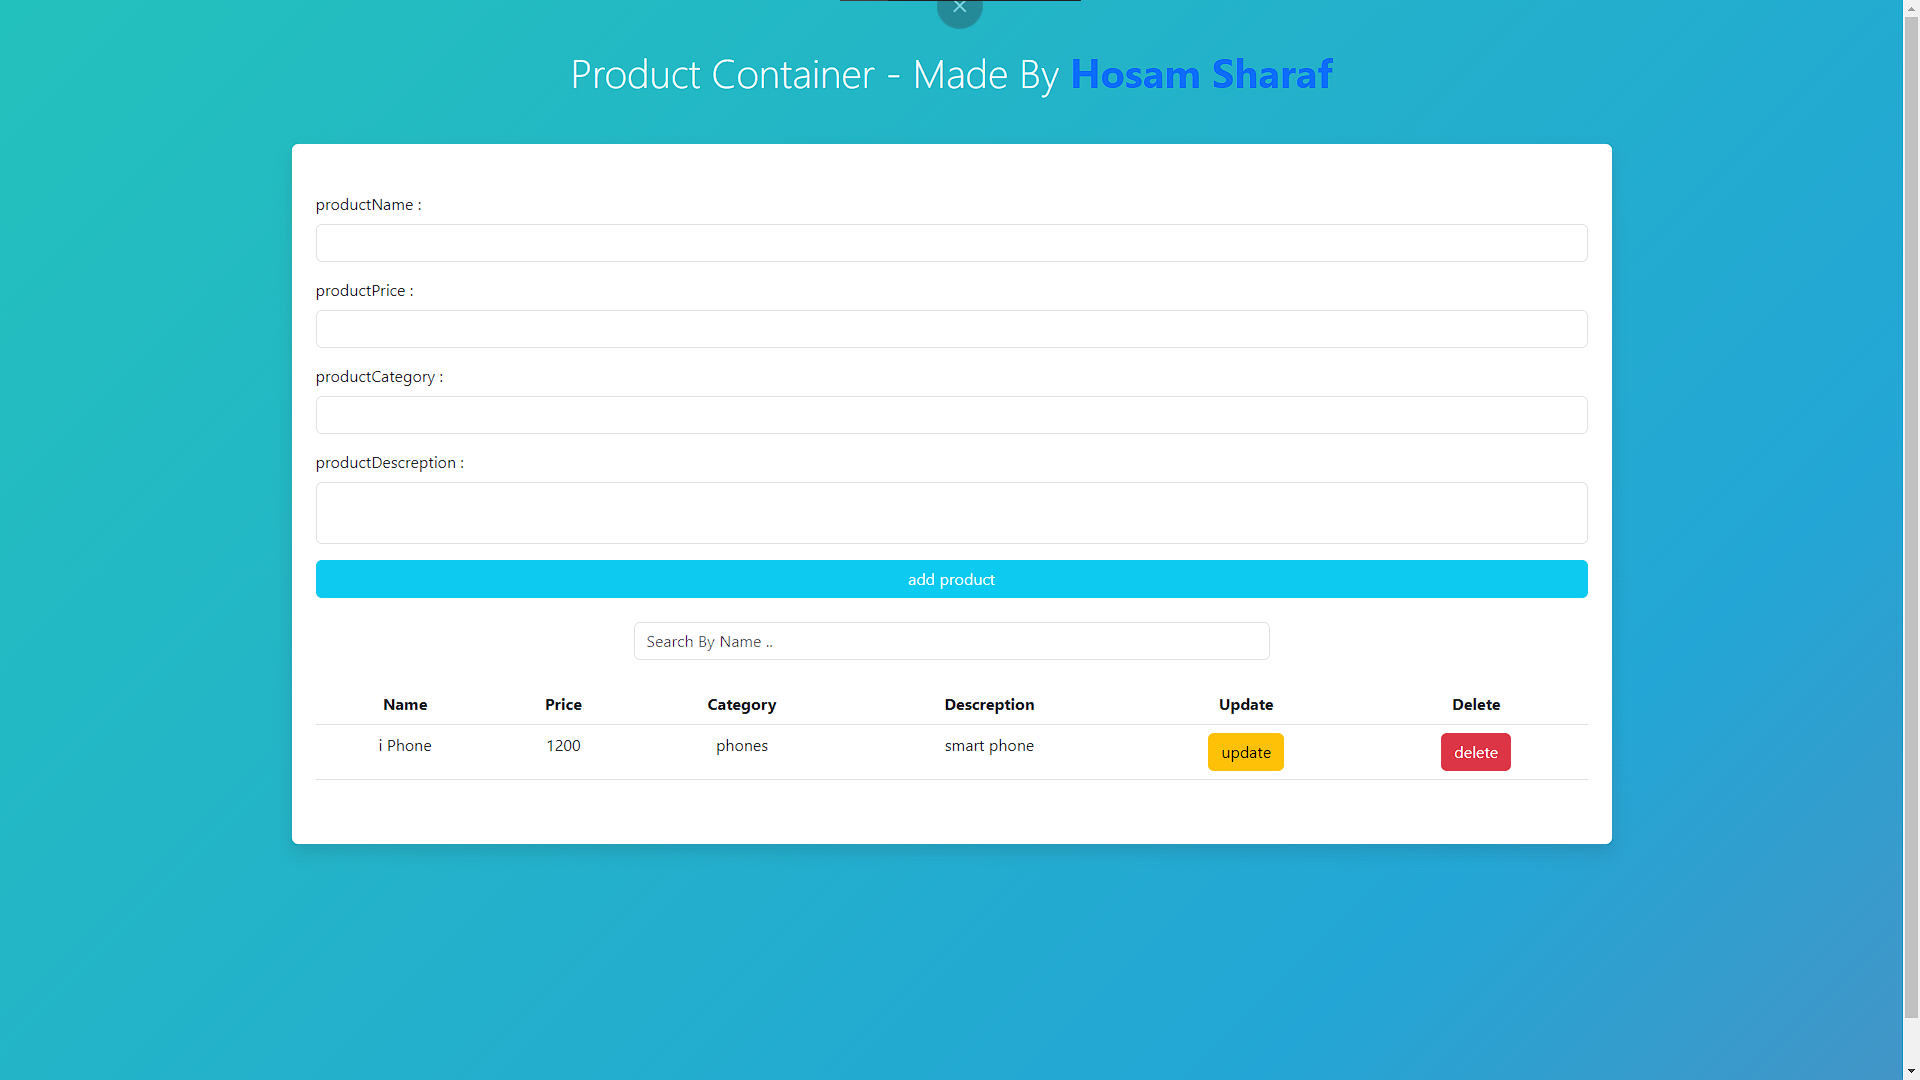 Product Container - Made By Hosam Sharaf
productName :
productPrice :
productCategory :
productDescreption :
add product
Search By Name ..
Name Price Category Descreption Update Delete
i Phone 1200 phones smart phone update delete